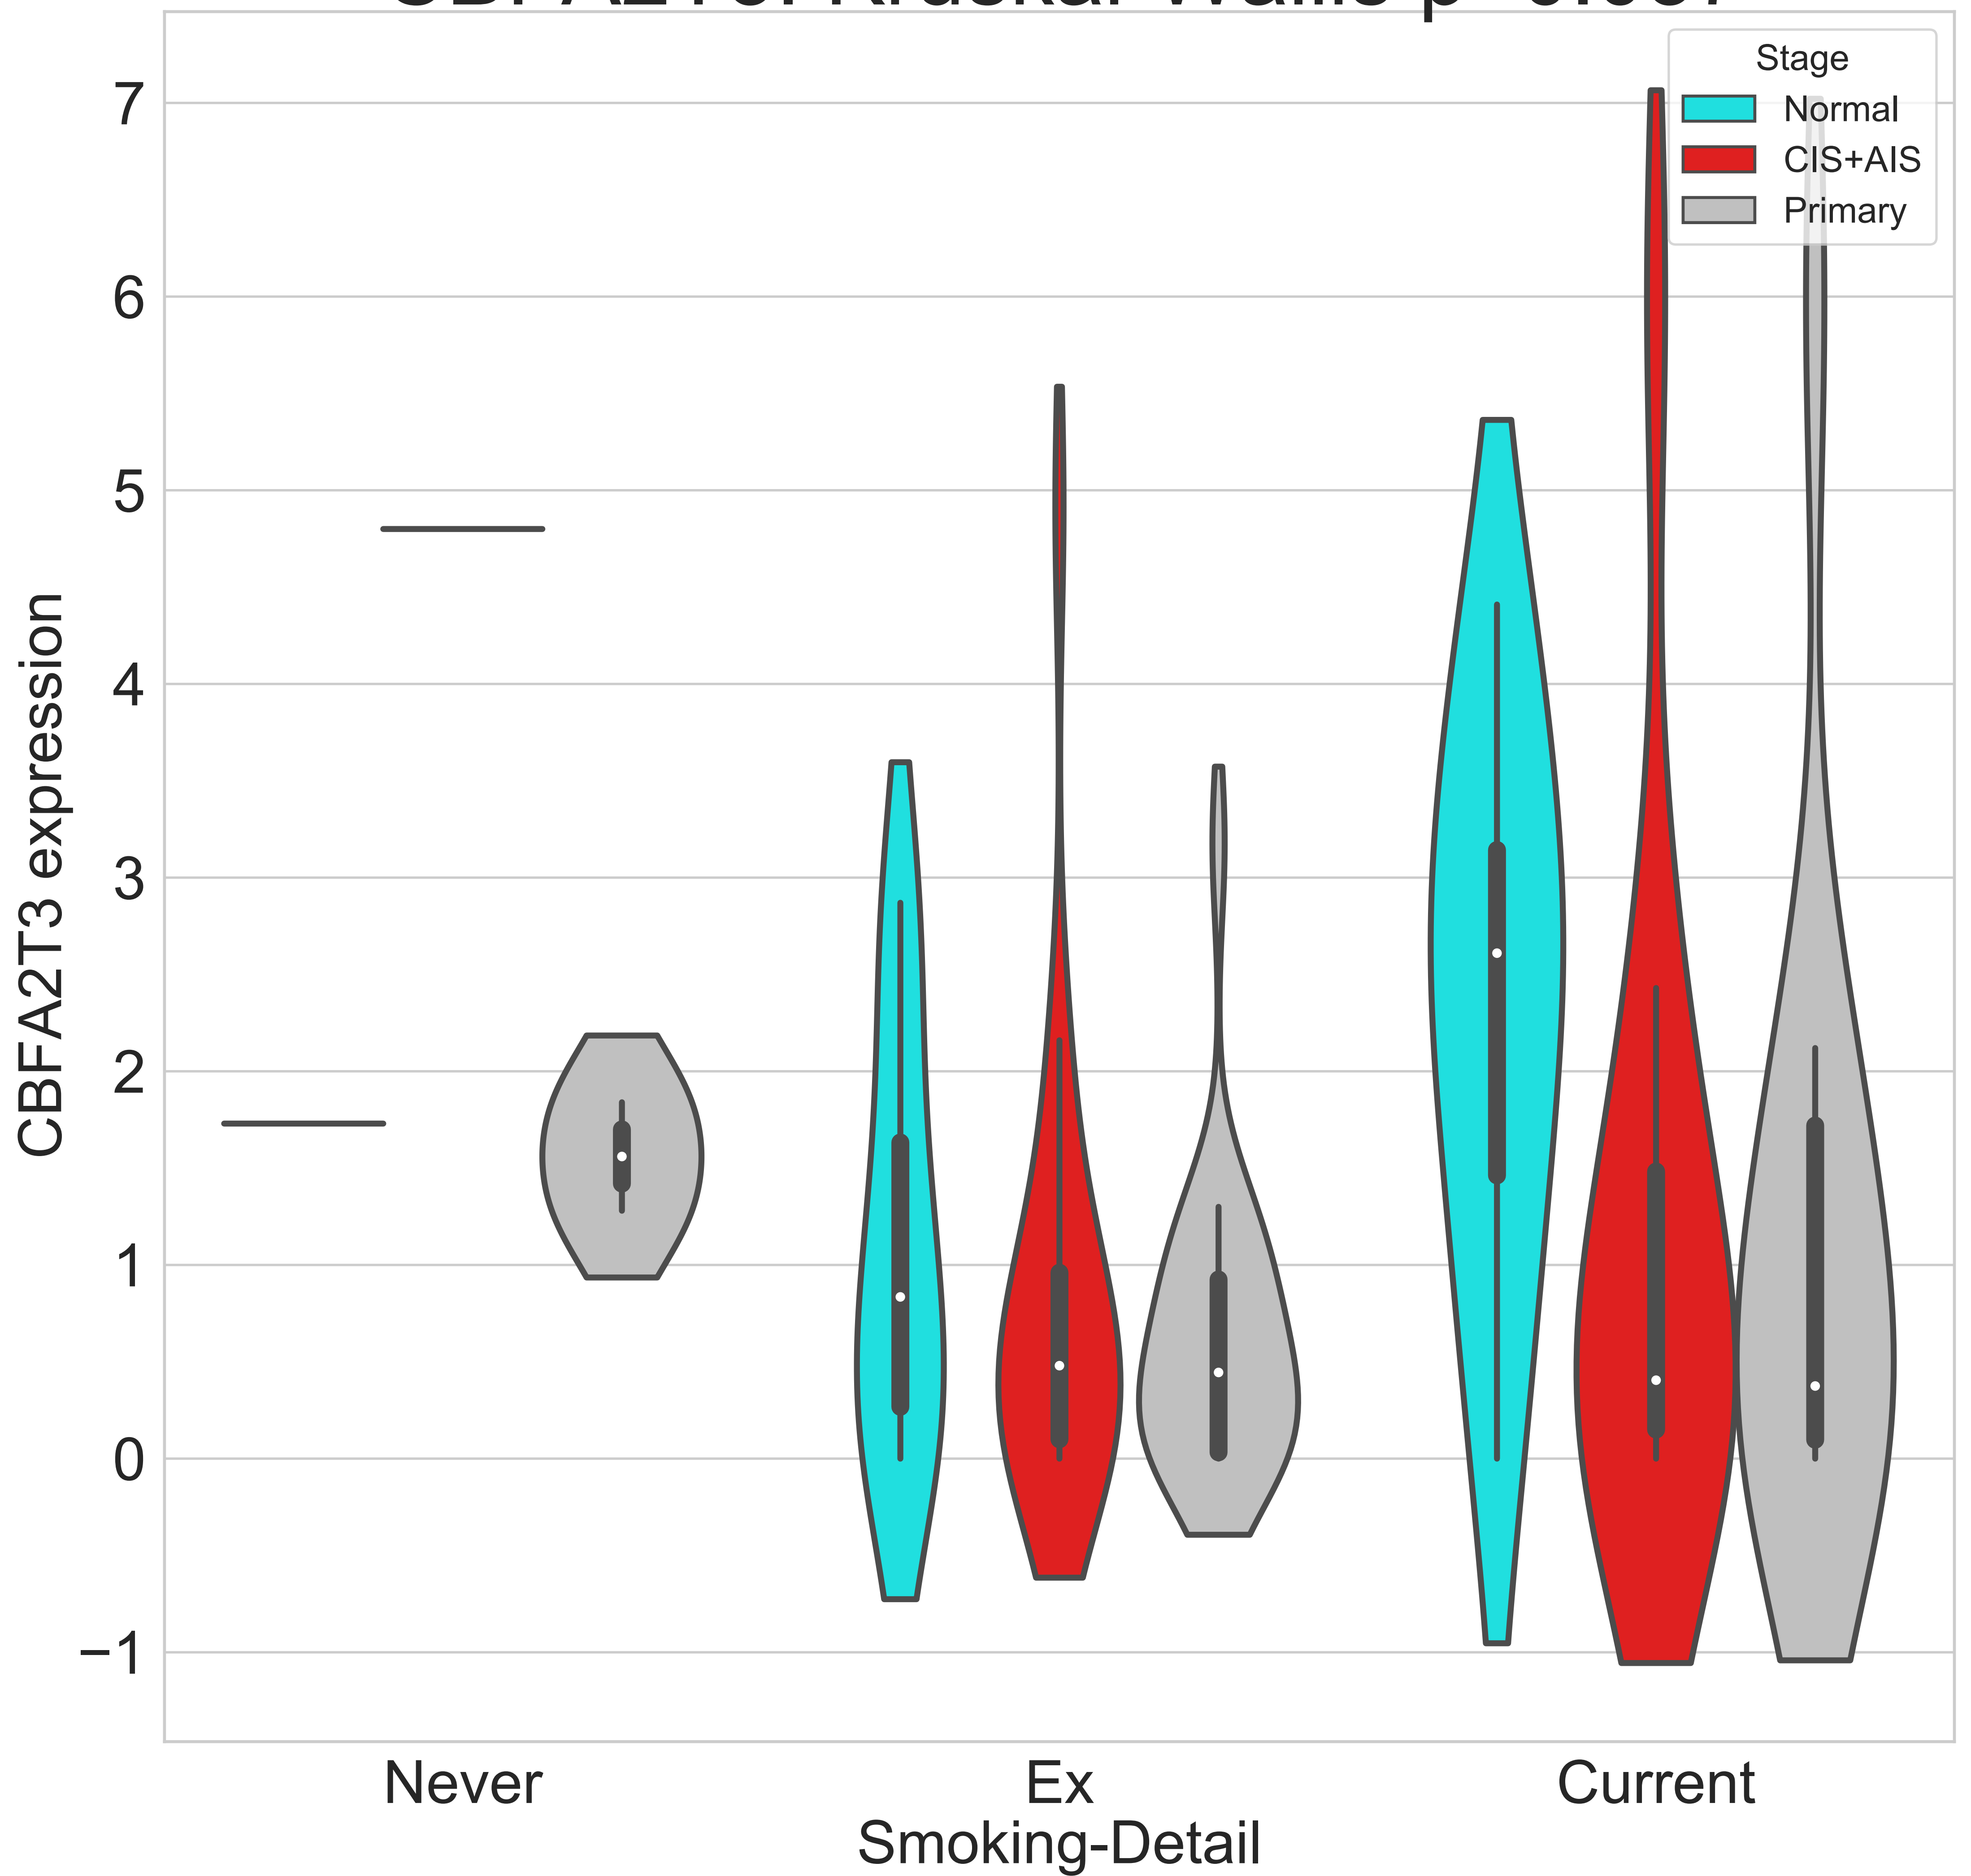 Stage
Normal
CIS+AIS
Primary
7
6
5
4
3
2
1
0
−1
CBFA2T3 expression
Never
Ex
Current
Smoking-Detail